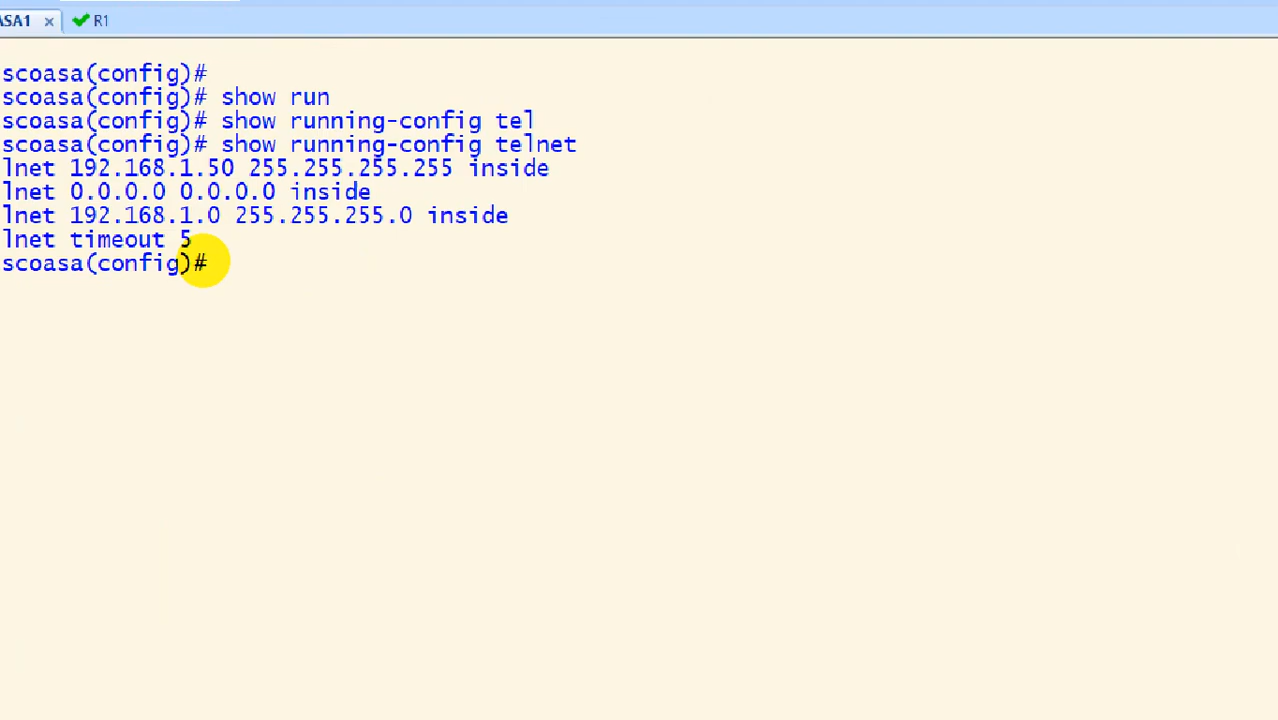 ASA1 × R1
scoasa(config)#
scoasa(config)# show run
scoasa(config)# show running-config tel
scoasa(config)# show running-config telnet
lnet 192.168.1.50 255.255.255.255 inside
lnet 0.0.0.0 0.0.0.0 inside
lnet 192.168.1.0 255.255.255.0 inside
lnet timeout 5
scoasa(config)#